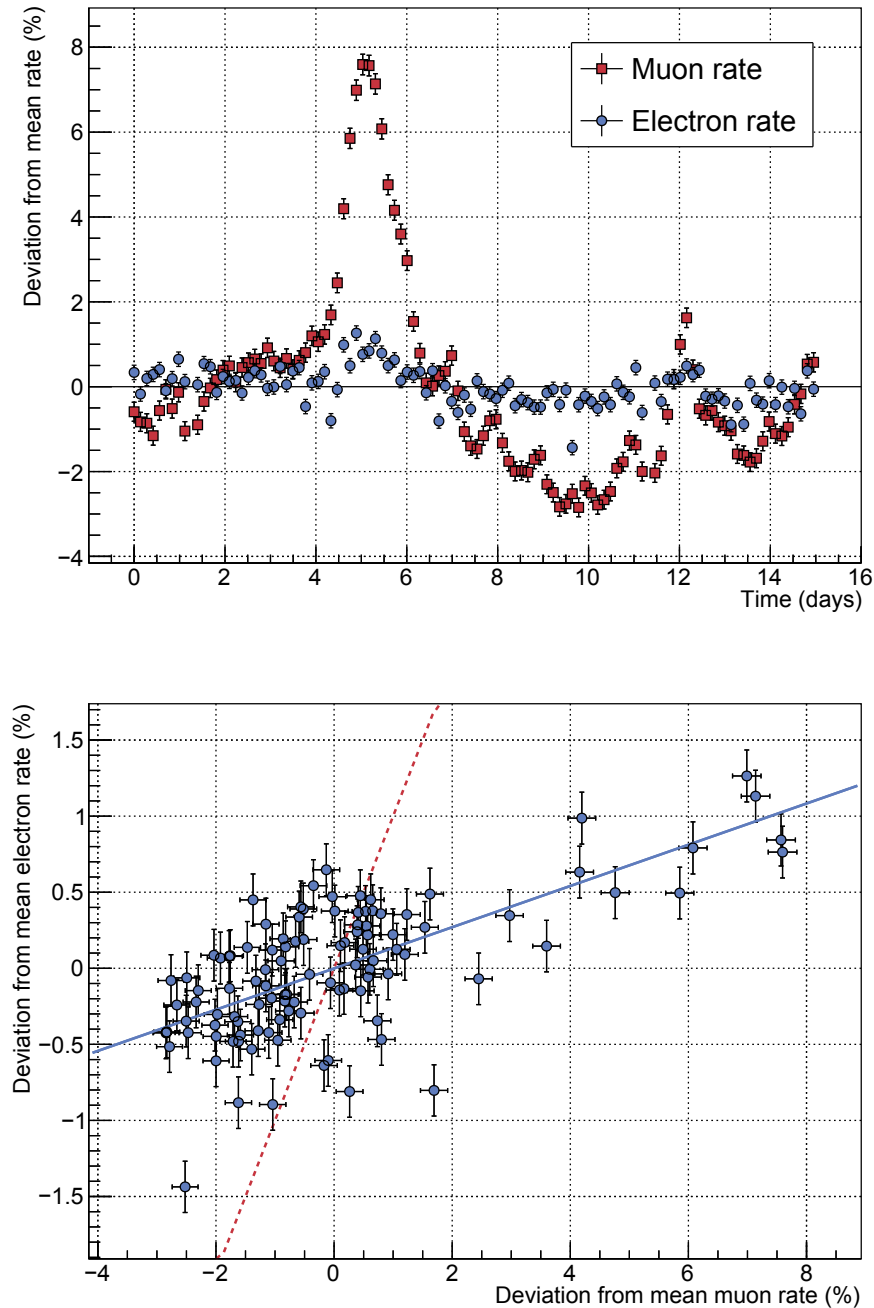 Deviation from mean rate (%)
8
6
4
2
0
−2
−4
Muon rate
Electron rate
0 2 4 6 8 10 12 14 16
Time (days)
Deviation from mean electron rate (%)
1.5
1
0.5
0
−0.5
−1
−1.5
−4 −2 0 2 4 6 8
Deviation from mean muon rate (%)